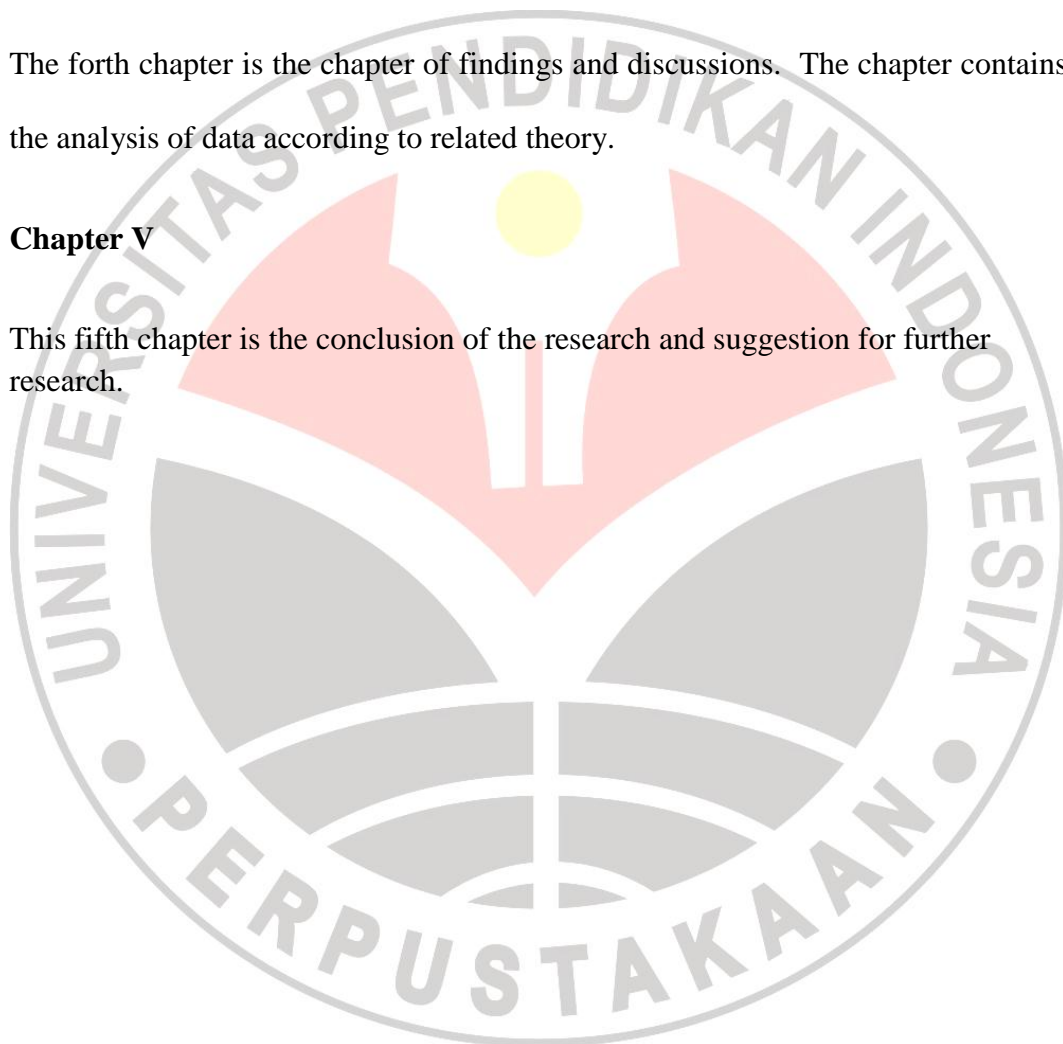 The forth chapter is the chapter of findings and discussions. The chapter contains
the analysis of data according to related theory.
Chapter V
This fifth chapter is the conclusion of the research and suggestion for further
research.
UNIVERSITAS PENDIDIKAN INDONESIA
PERPUSTAKAAN